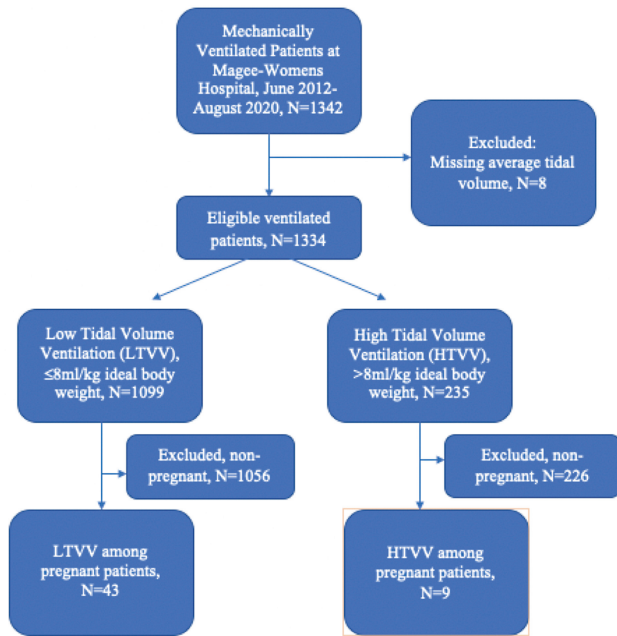 Mechanically
Ventilated Patients at
Magee-Womens
Hospital, June 2012-
August 2020, N=1342
Excluded:
Missing average tidal
volume, N=8
Eligible ventilated
patients, N=1334
Low Tidal Volume
Ventilation (LTVV),
≤8ml/kg ideal body
weight, N=1099
High Tidal Volume
Ventilation (HTVV),
>8ml/kg ideal body
weight, N=235
Excluded, non-
pregnant, N=1056
Excluded, non-
pregnant, N=226
LTVV among
pregnant patients,
N=43
HTVV among
pregnant patients,
N=9